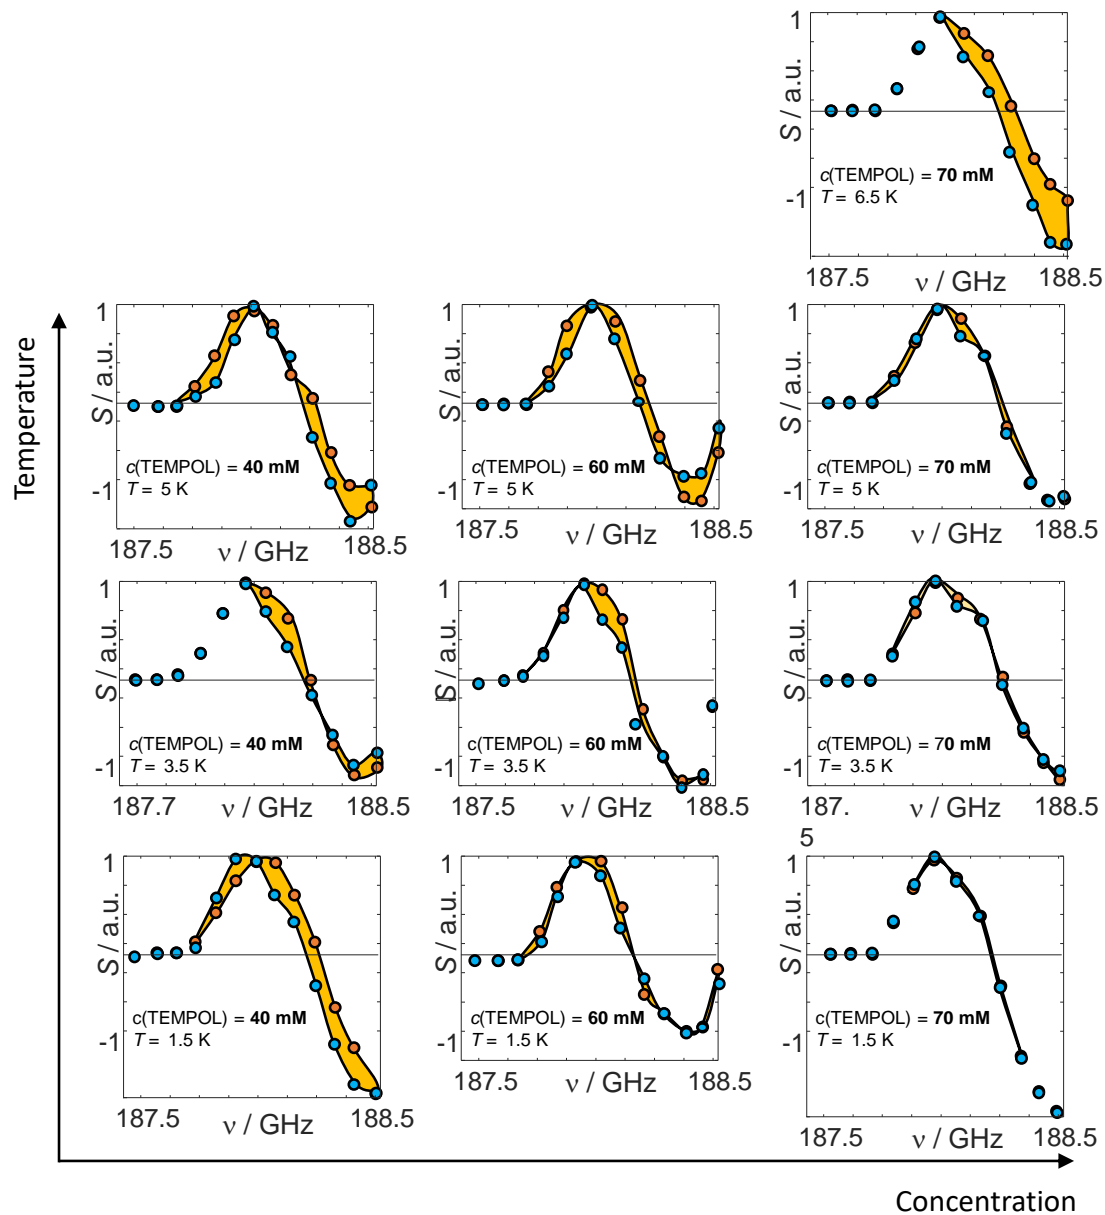 1
S / a.u.
c(TEMPOL) = 70 mM
T = 6.5 K
-1
187.5
ν / GHz
188.5
Temperature
1
S / a.u.
c(TEMPOL) = 40 mM
T = 5 K
-1
187.5
ν / GHz
188.5
1
S / a.u.
c(TEMPOL) = 60 mM
T = 5 K
-1
187.5
ν / GHz
188.5
1
S / a.u.
c(TEMPOL) = 70 mM
T = 5 K
-1
187.5
ν / GHz
188.5
1
S / a.u.
c(TEMPOL) = 40 mM
T = 3.5 K
-1
187.7
ν / GHz
188.5
1
S / a.u.
c(TEMPOL) = 60 mM
T = 3.5 K
-1
187.5
ν / GHz
188.5
1
S / a.u.
c(TEMPOL) = 70 mM
T = 3.5 K
-1
187.
5
ν / GHz
188.5
1
S / a.u.
c(TEMPOL) = 40 mM
T = 1.5 K
-1
187.5
ν / GHz
188.5
1
S / a.u.
c(TEMPOL) = 60 mM
T = 1.5 K
-1
187.5
ν / GHz
188.5
1
S / a.u.
c(TEMPOL) = 70 mM
T = 1.5 K
-1
187.5
ν / GHz
188.5
Concentration